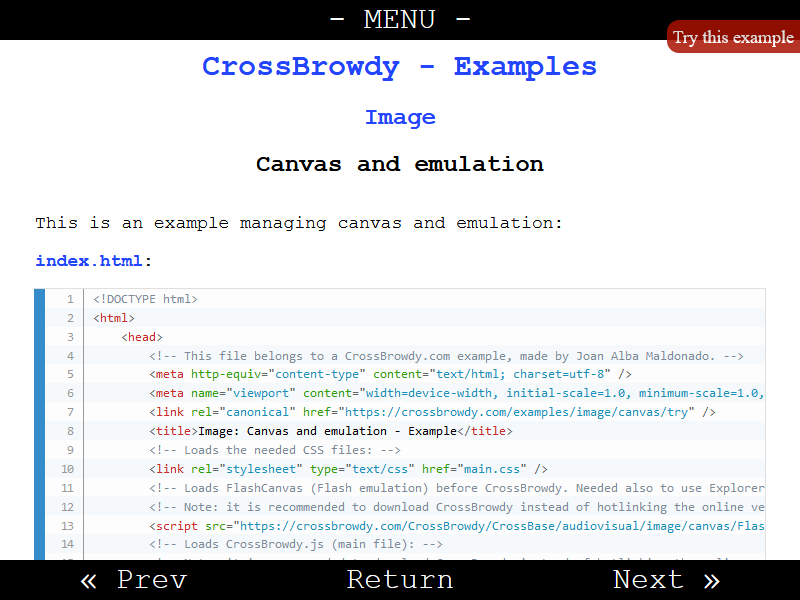 - MENU -
Try this example
CrossBrowdy - Examples
Image
Canvas and emulation
This is an example managing canvas and emulation:
index.html:
1 <!DOCTYPE html>
2 <html>
3 <head>
4 <!-- This file belongs to a CrossBrowdy.com example, made by Joan Alba Maldonado. -->
5 <meta http-equiv="content-type" content="text/html; charset=utf-8" />
6 <meta name="viewport" content="width=device-width, initial-scale=1.0, minimum-scale=1.0,
7 <link rel="canonical" href="https://crossbrowdy.com/examples/image/canvas/try" />
8 <title>Image: Canvas and emulation - Example</title>
9 <!-- Loads the needed CSS files: -->
10 <link rel="stylesheet" type="text/css" href="main.css" />
11 <!-- Loads FlashCanvas (Flash emulation) before CrossBrowdy. Needed also to use Explorer
12 <!-- Note: it is recommended to download CrossBrowdy instead of hotlinking the online ve
13 <script src="https://crossbrowdy.com/CrossBrowdy/CrossBase/audiovisual/image/canvas/Flas
14 <!-- Loads CrossBrowdy.js (main file): -->
« Prev
Return
Next »